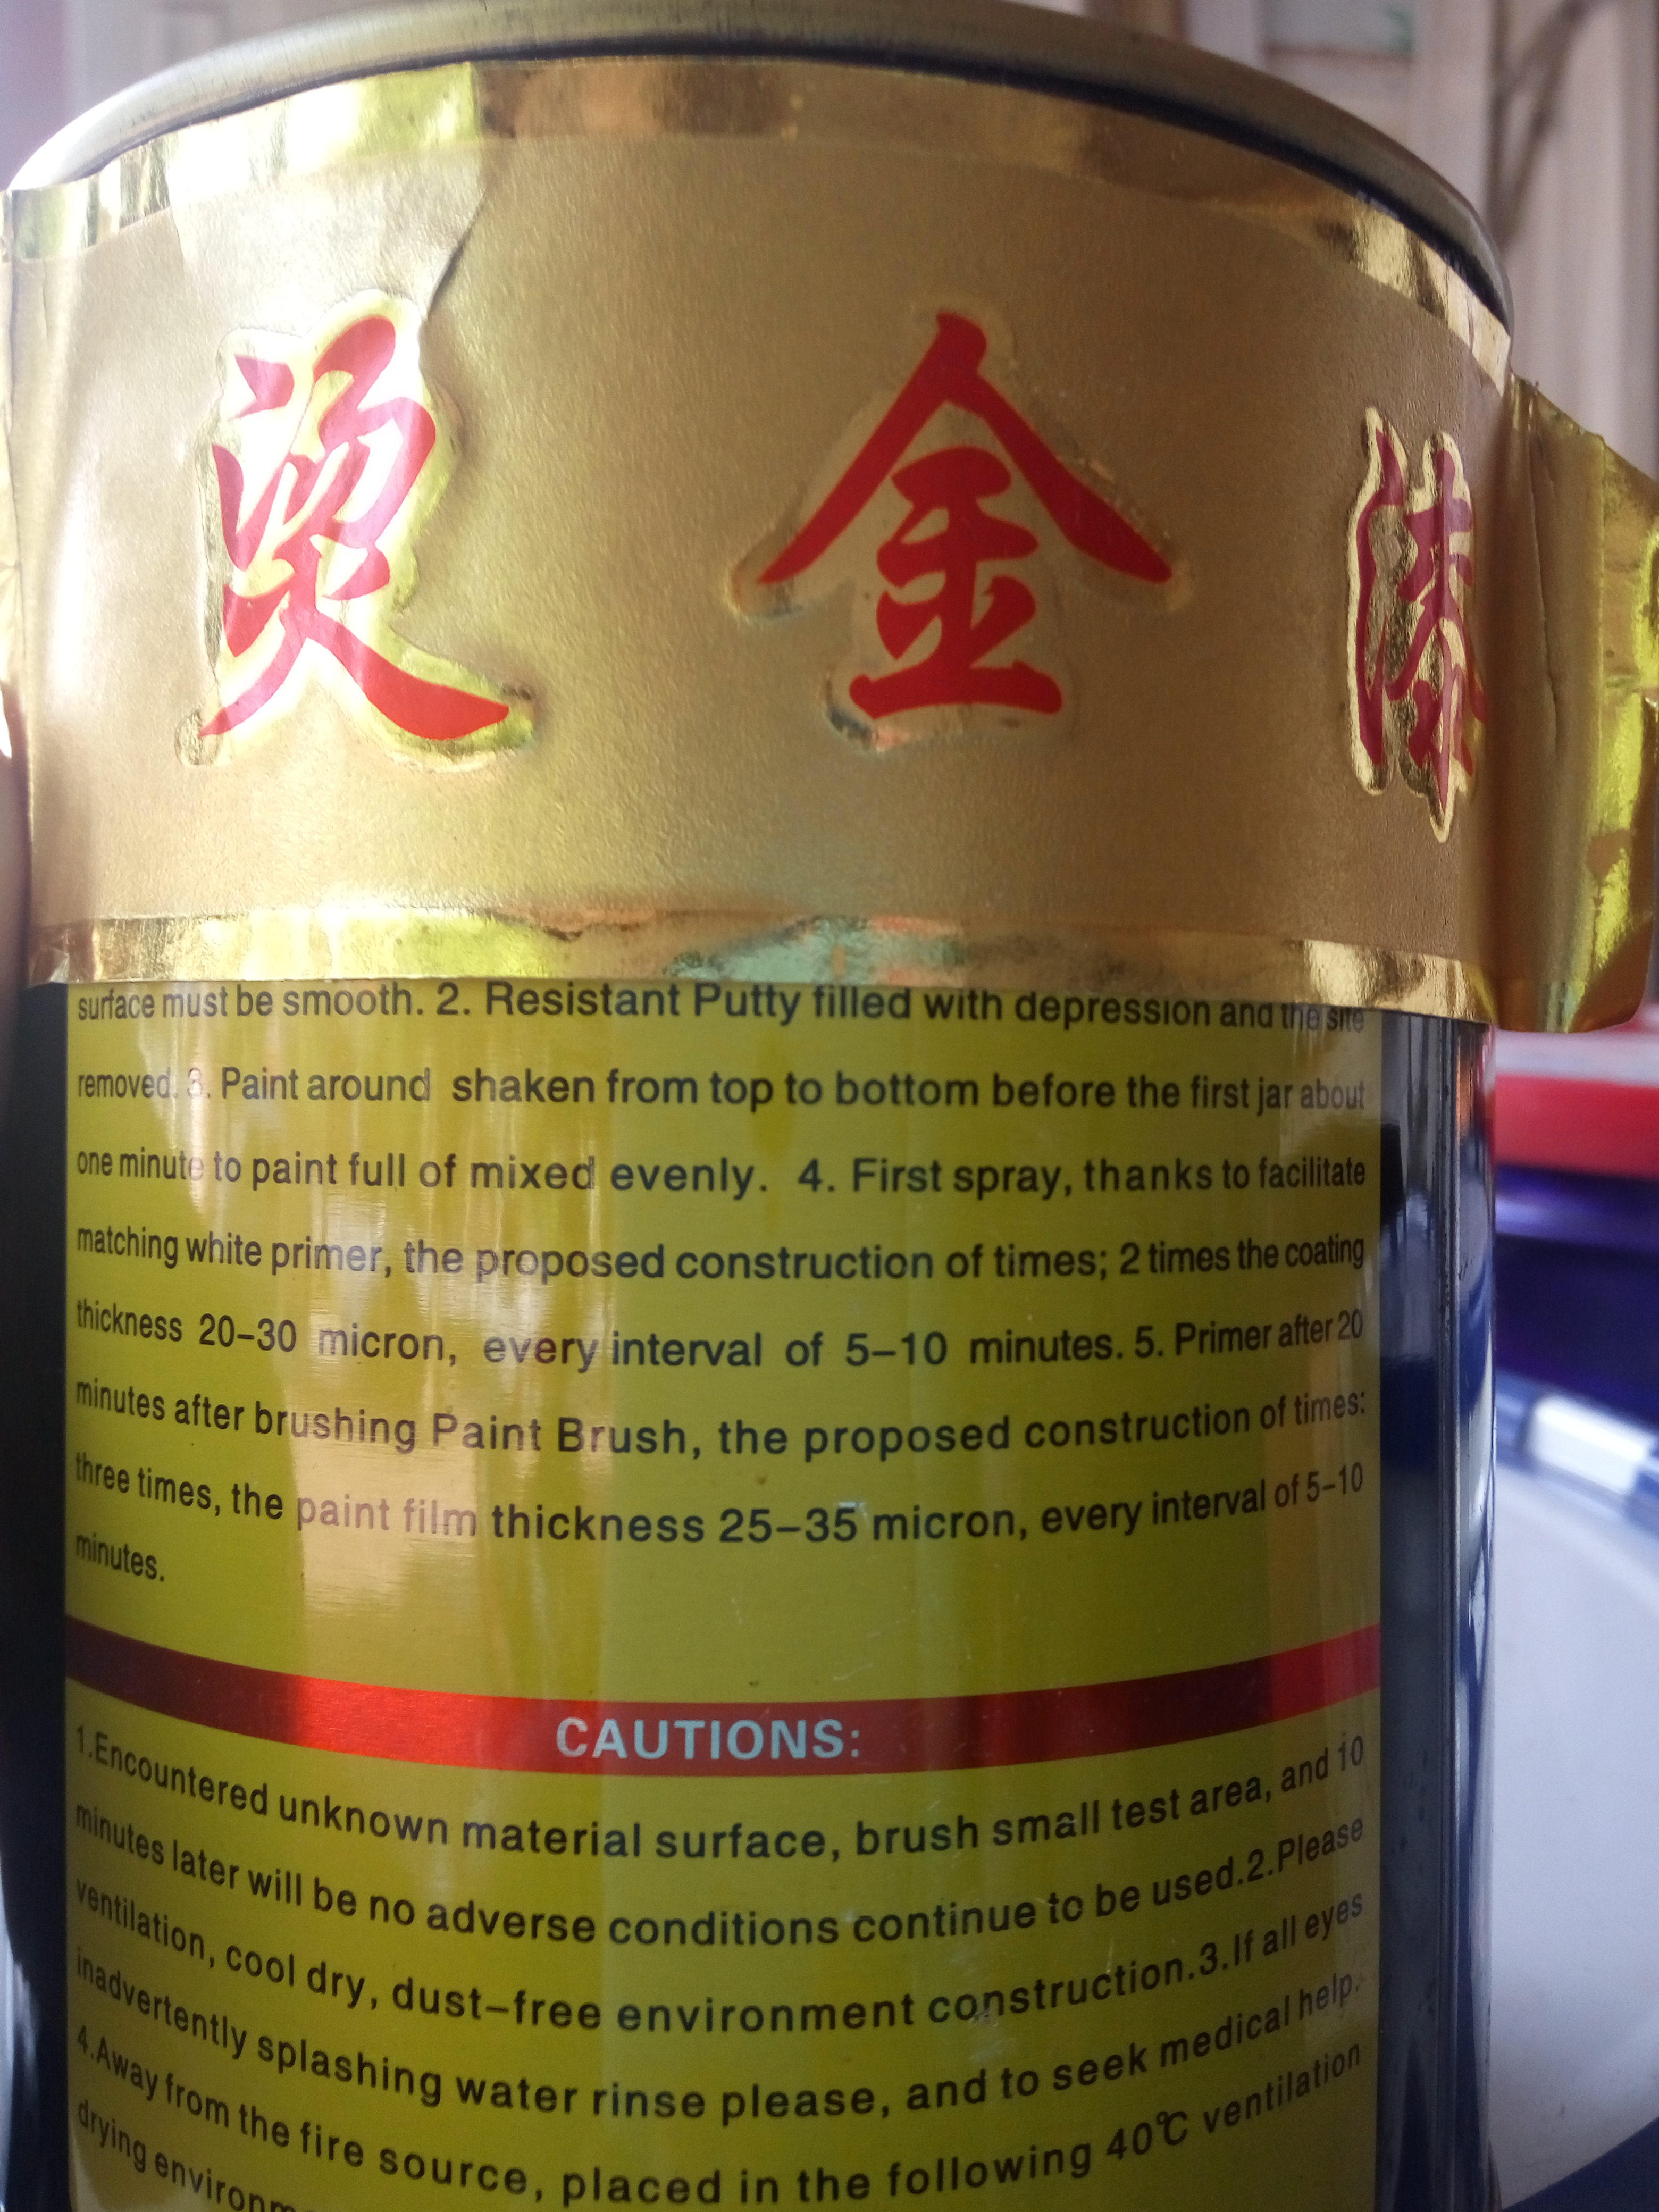 烫金漆
surface must be smooth. 2. Resistant Putty filled with depression and the site
removed. 3. Paint around shaken from top to bottom before the first jar about
one minute to paint full of mixed evenly. 4. First spray, thanks to facilitate
matching white primer, the proposed construction of times; 2 times the coating
thickness 20–30 micron, every interval of 5–10 minutes. 5. Primer after 20
minutes after brushing Paint Brush, the proposed construction of times:
three times, the paint film thickness 25–35 micron, every interval of 5–10
minutes.
CAUTIONS:
1.Encountered unknown material surface, brush small test area, and 10
minutes later will be no adverse conditions continue to be used.2.Please
ventilation, cool dry, dust–free environment construction.3.If all eyes
inadvertently splashing water rinse please, and to seek medical help.
4.Away from the fire source, placed in the following 40℃ ventilation
drying